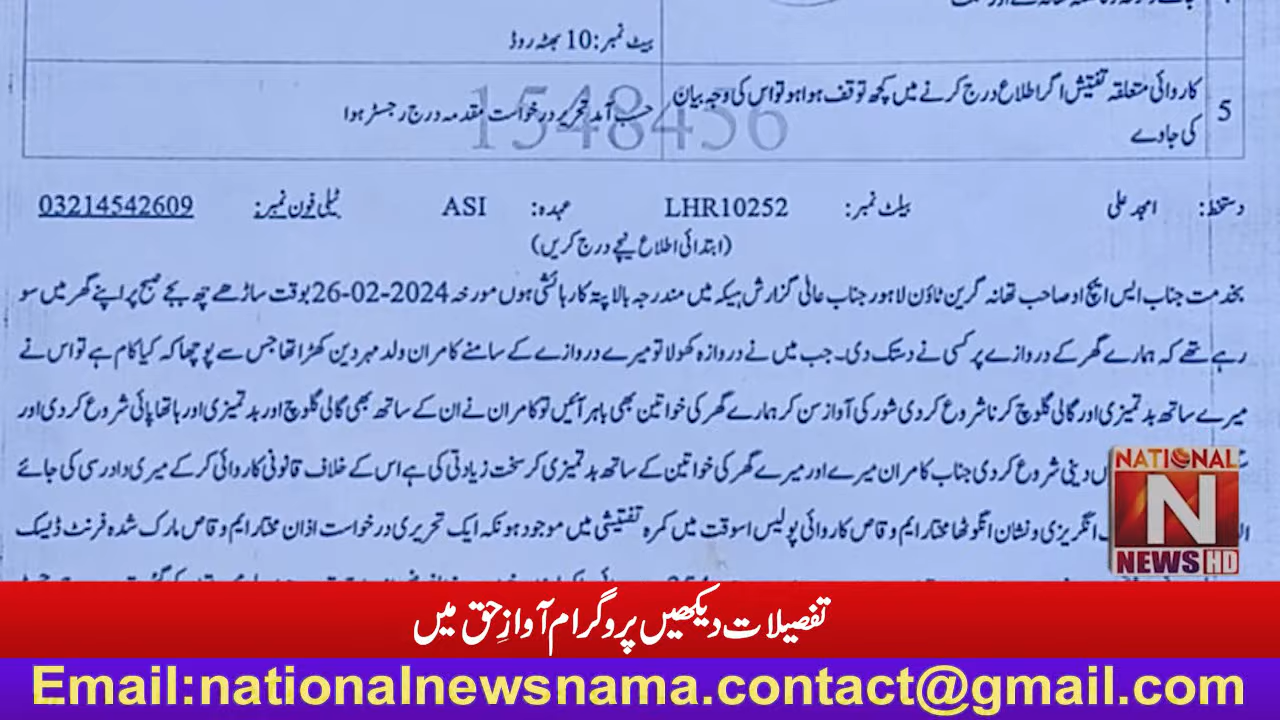 بیٹ نمبر: 10 بھٹہ روڈ
5 کاروائی متعلقہ تفتیش اگر اطلاع درج کرنے میں کچھ توقف ہوا ہو تو اس کی وجہ بیان کی جاوے
حسب آمد تحریر درخواست مقدمہ درج رجسٹر ہوا
1548456
دستخط: امجد علی بیلٹ نمبر: LHR10252 عہدہ: ASI ٹیلی فون نمبر: 03214542609
(ابتدائی اطلاع نیچے درج کریں)
بخدمت جناب ایس ایچ او صاحب تھانہ گرین ٹاؤن لاہور جناب عالی گزارش ہیکہ میں مندرجہ بالا پتہ کا رہائشی ہوں مورخہ 26-02-2024 بوقت ساڑھے چھ بجے صبح پر اپنے گھر میں سو
رہے تھے کہ ہمارے گھر کے دروازے پر کسی نے دستک دی۔ جب میں نے دروازہ کھولا تو میرے دروازے کے سامنے کامران ولد مہر دین کھڑا تھا جس سے پوچھا کہ کیا کام ہے تو اس نے
میرے ساتھ بدتمیزی اور گالی گلوچ کرنا شروع کر دی شور کی آواز سن کر ہمارے گھر کی خواتین بھی باہر آئیں تو کامران نے ان کے ساتھ بھی گالی گلوچ اور بدتمیزی اور ہاتھا پائی شروع کر دی اور
دینی شروع کر دی جناب کامران میرے اور میرے گھر کی خواتین کے ساتھ بدتمیزی کر سخت زیادتی کی ہے اس کے خلاف قانونی کاروائی کر کے میری دادرسی کی جائے
انگریزی و نشان انگوٹھا مختار ایم وقاص کاروائی پولیس اسوقت میں کمرہ تفتیشی میں موجود ہونکہ ایک تحریری درخواست اذان مختار ایم وقاص مارک شدہ فرنٹ ڈیسک
NATIONAL
N
NEWS HD
تفصیلات دیکھیں پروگرام آوازِ حق میں
Email:nationalnewsnama.contact@gmail.com